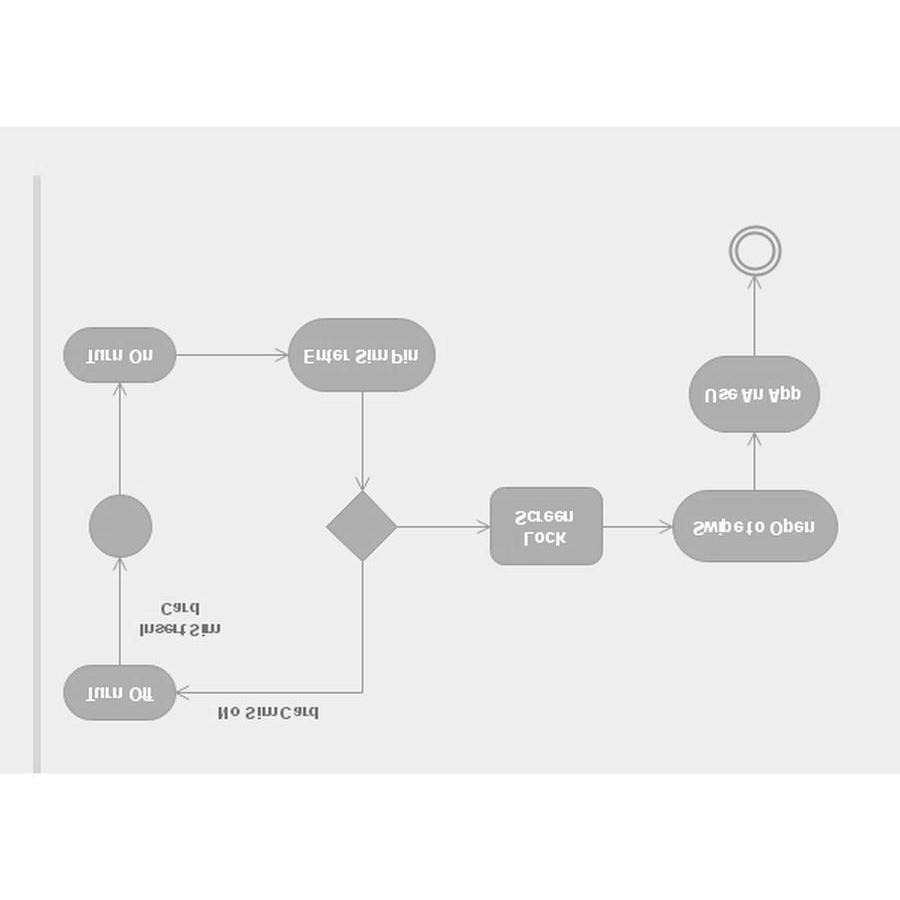 No Sim Card
Turn Off
Insert Sim
Card
Lock
Screen
Swipe to Open
Use An App
Turn On
Enter Sim Pin